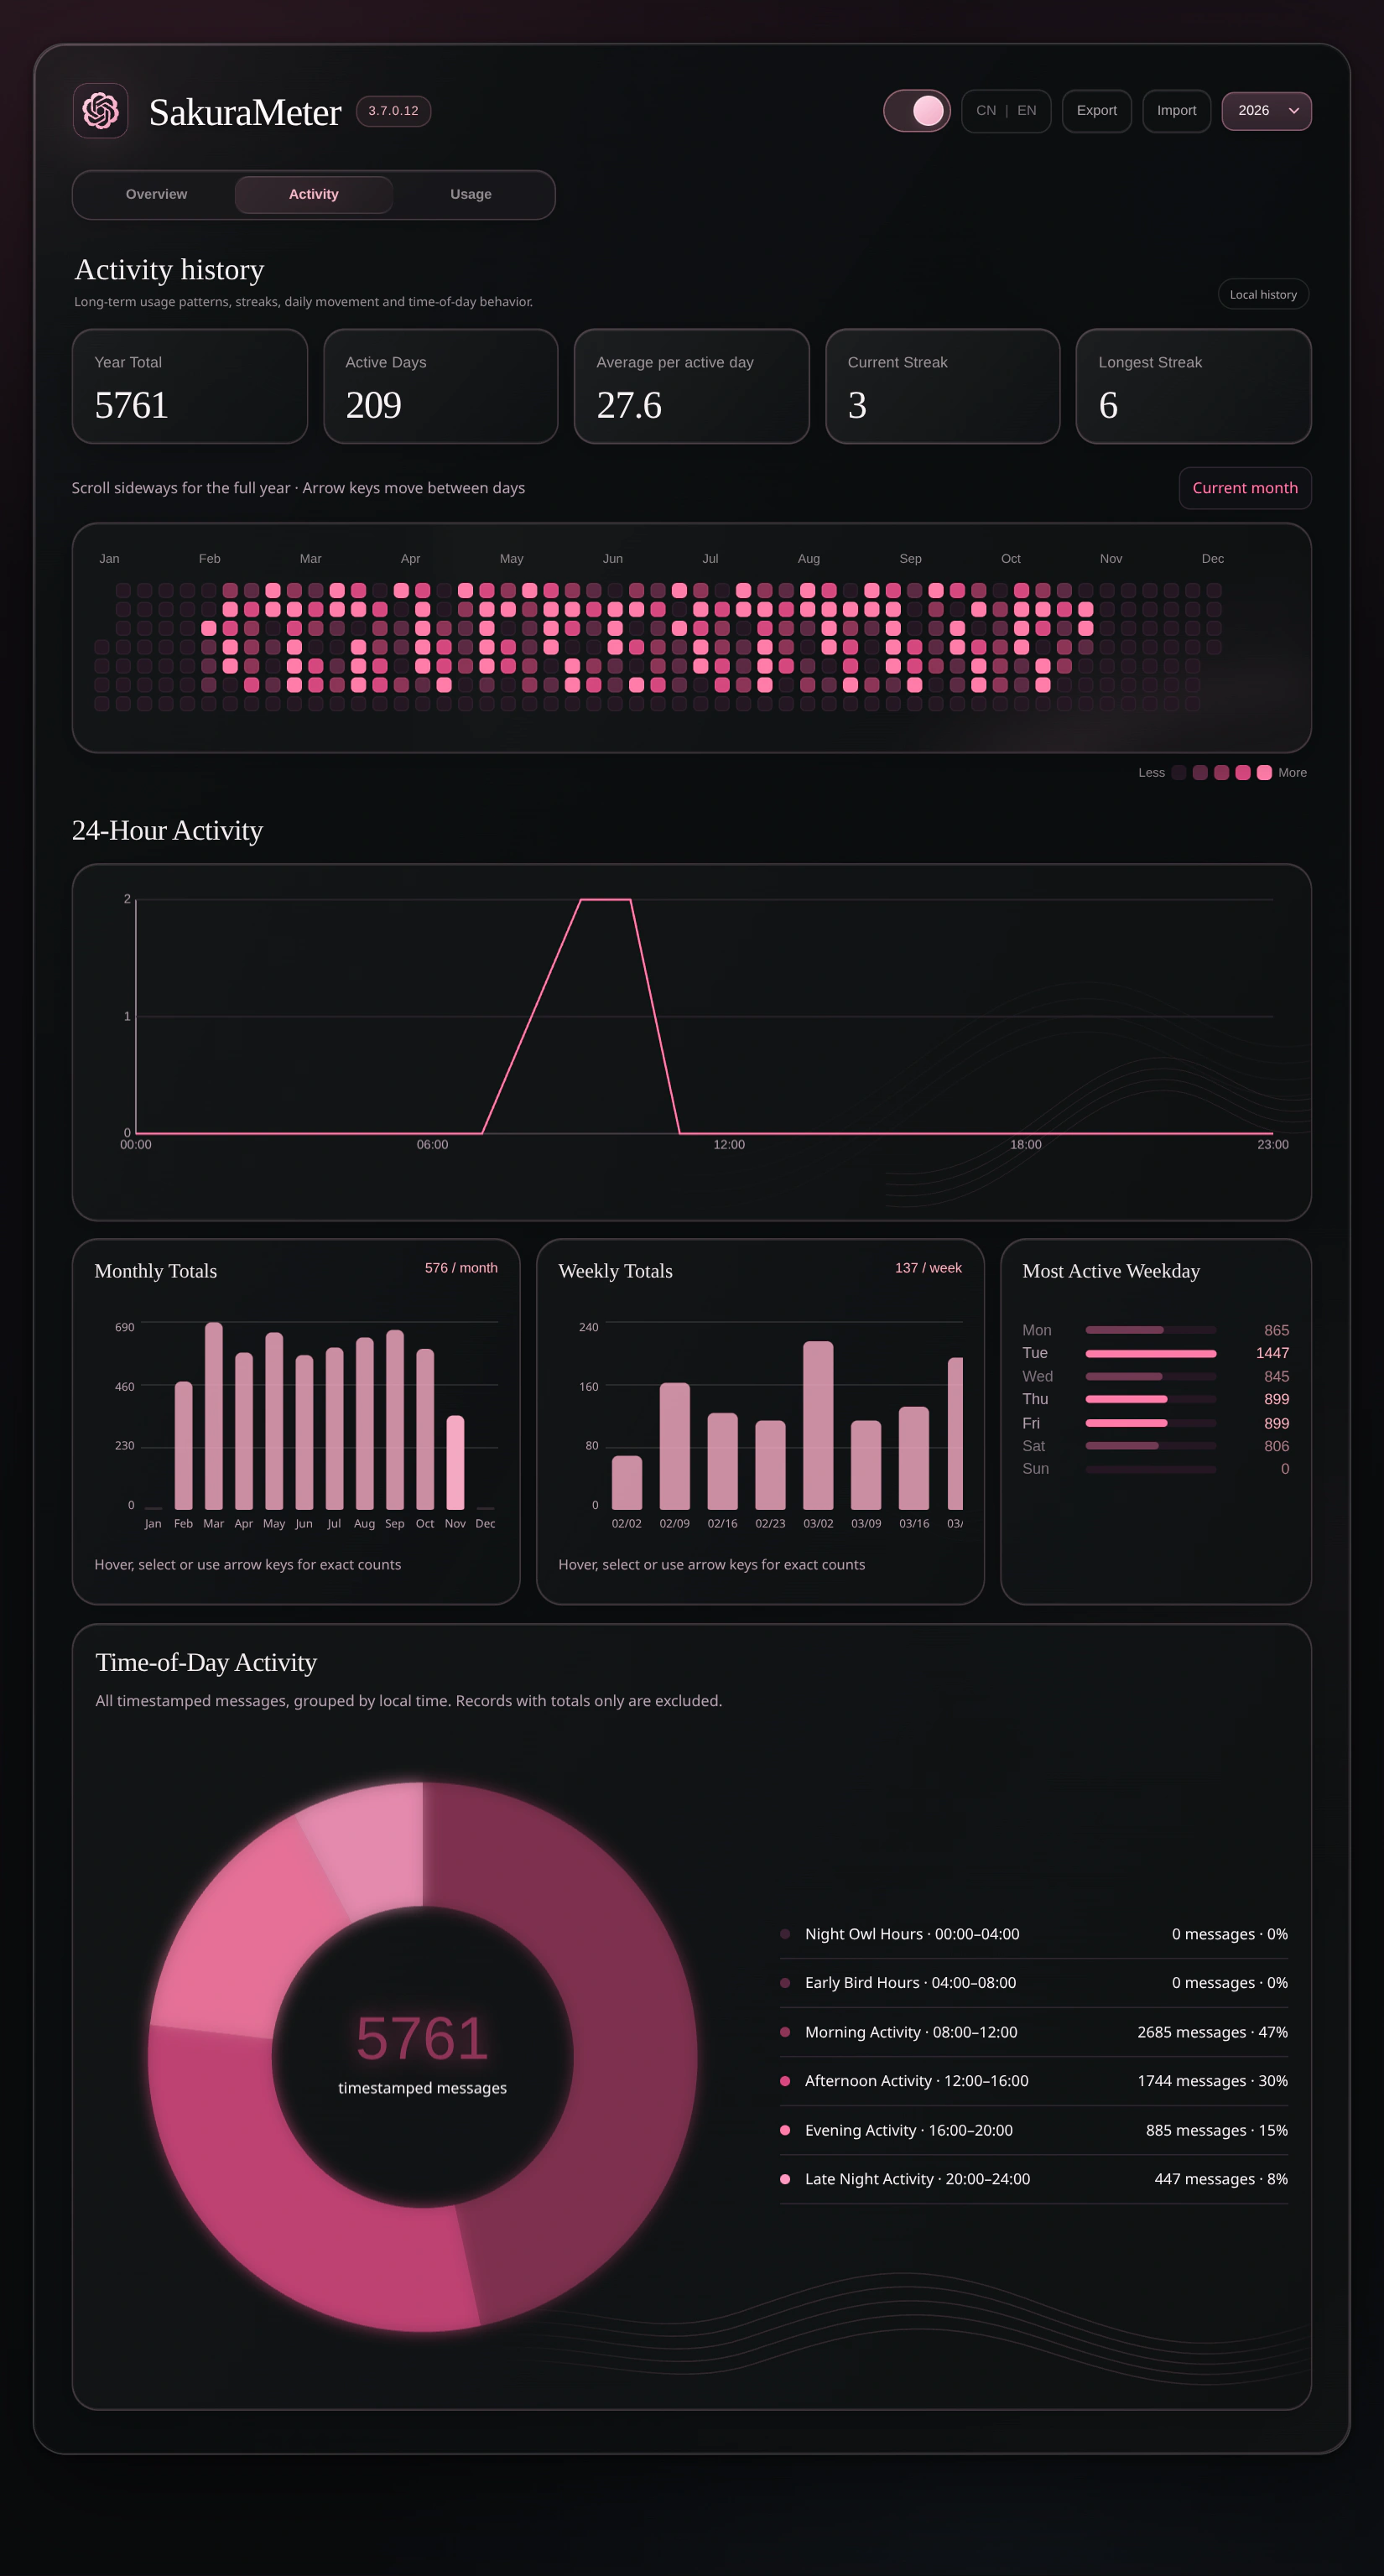 SakuraMeter 3.7.0.12 CN | EN Export Import 2026
Overview Activity Usage
Activity history
Long-term usage patterns, streaks, daily movement and time-of-day behavior.
Local history
Year Total Active Days Average per active day Current Streak Longest Streak
5761 209 27.6 3 6
Scroll sideways for the full year · Arrow keys move between days Current month
Jan Feb Mar Apr May Jun Jul Aug Sep Oct Nov Dec
Less More
24-Hour Activity
2
1
0
00:00 06:00 12:00 18:00 23:00
Monthly Totals 576 / month
690
460
230
0
Jan Feb Mar Apr May Jun Jul Aug Sep Oct Nov Dec
Hover, select or use arrow keys for exact counts
Weekly Totals 137 / week
240
160
80
0
02/02 02/09 02/16 02/23 03/02 03/09 03/16 03/
Hover, select or use arrow keys for exact counts
Most Active Weekday
Mon 865
Tue 1447
Wed 845
Thu 899
Fri 899
Sat 806
Sun 0
Time-of-Day Activity
All timestamped messages, grouped by local time. Records with totals only are excluded.
5761
timestamped messages
Night Owl Hours · 00:00–04:00 0 messages · 0%
Early Bird Hours · 04:00–08:00 0 messages · 0%
Morning Activity · 08:00–12:00 2685 messages · 47%
Afternoon Activity · 12:00–16:00 1744 messages · 30%
Evening Activity · 16:00–20:00 885 messages · 15%
Late Night Activity · 20:00–24:00 447 messages · 8%